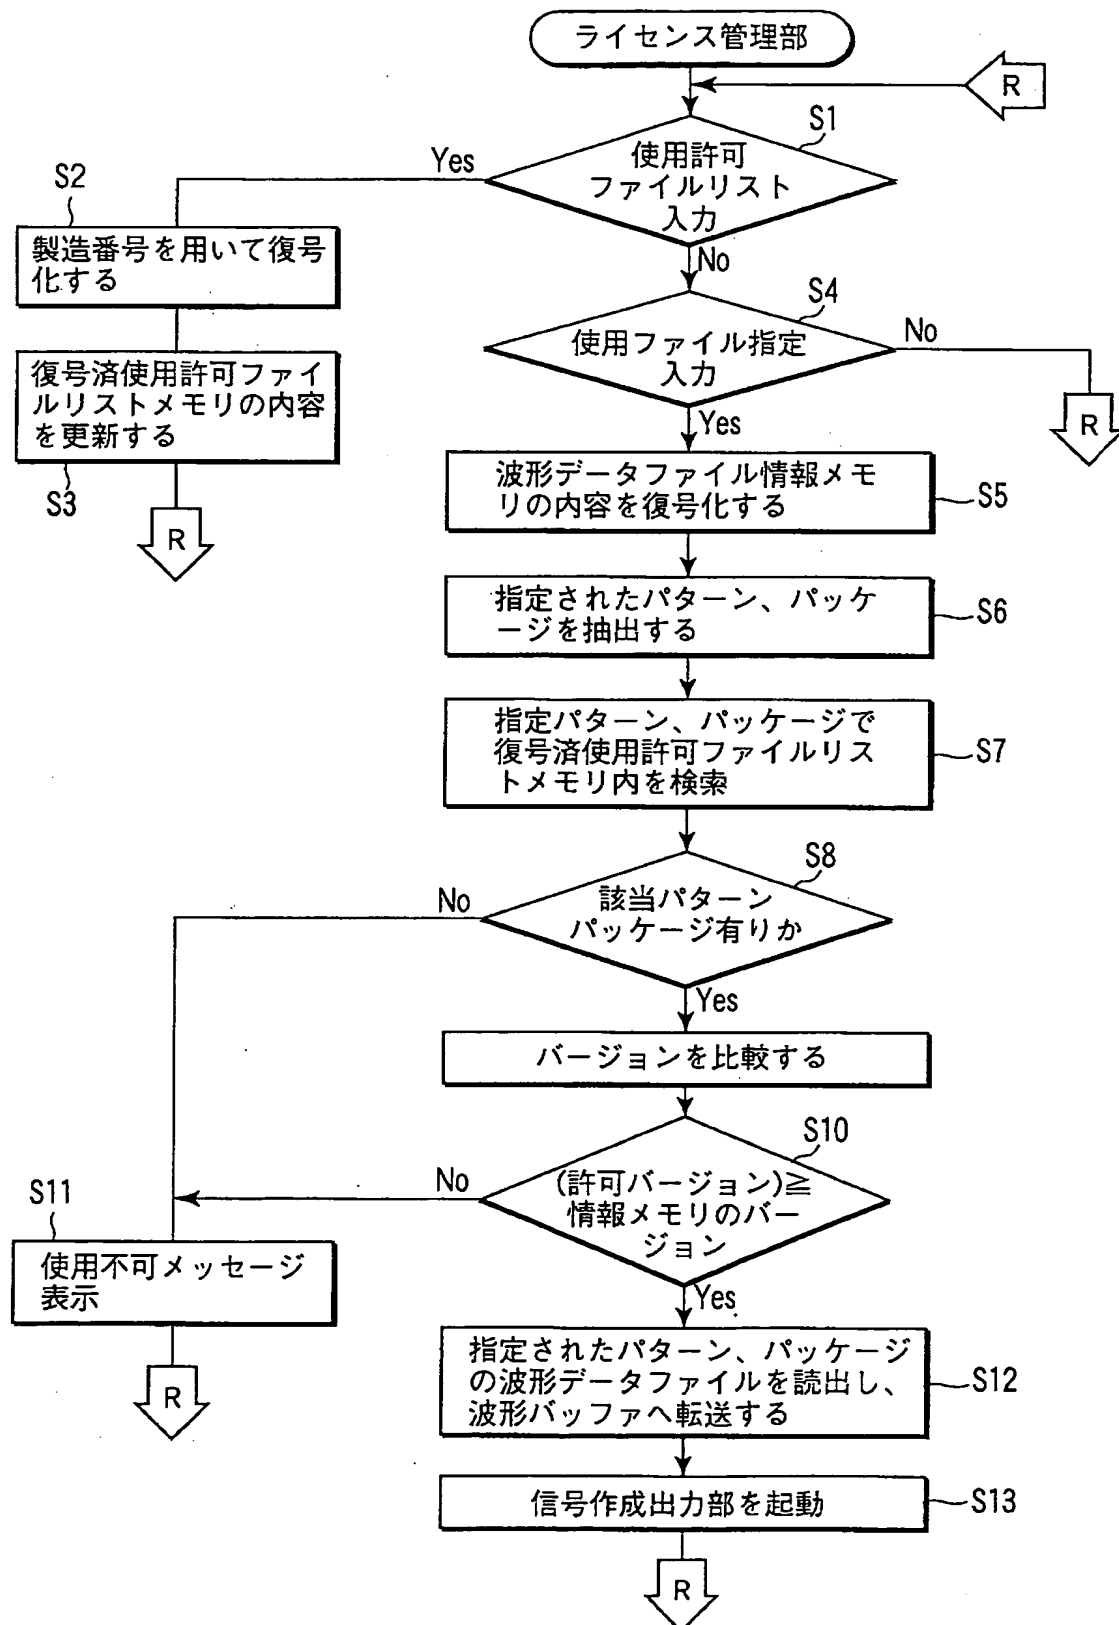 ライセンス管理部
R
S1
使用許可
ファイルリスト
入力
Yes
No
S2
製造番号を用いて復号
化する
復号済使用許可ファイ
ルリストメモリの内容
を更新する
S3
R
S4
使用ファイル指定
入力
No
R
Yes
波形データファイル情報メモ
リの内容を復号化する
S5
指定されたパターン、パッケ
ージを抽出する
S6
指定パターン、パッケージで
復号済使用許可ファイルリス
トメモリ内を検索
S7
S8
該当パターン
パッケージ有りか
No
Yes
バージョンを比較する
S10
(許可バージョン)≧
情報メモリのバー
ジョン
No
Yes
S11
使用不可メッセージ
表示
R
指定されたパターン、パッケージ
の波形データファイルを読出し、
波形バッファへ転送する
S12
信号作成出力部を起動
S13
R